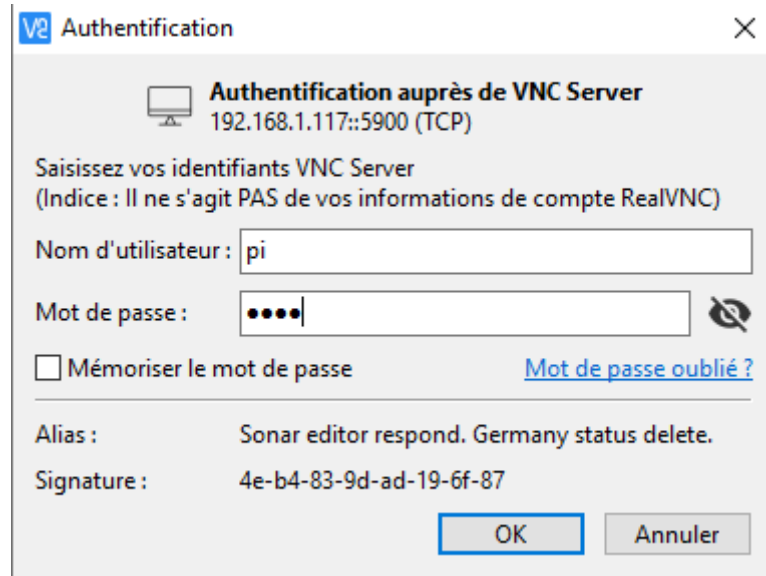 V2 Authentification
Authentification auprès de VNC Server
192.168.1.117::5900 (TCP)
Saisissez vos identifiants VNC Server
(Indice : Il ne s'agit PAS de vos informations de compte RealVNC)
Nom d'utilisateur : pi
Mot de passe : ••••
Mémoriser le mot de passe Mot de passe oublié ?
Alias : Sonar editor respond. Germany status delete.
Signature : 4e-b4-83-9d-ad-19-6f-87
OK Annuler